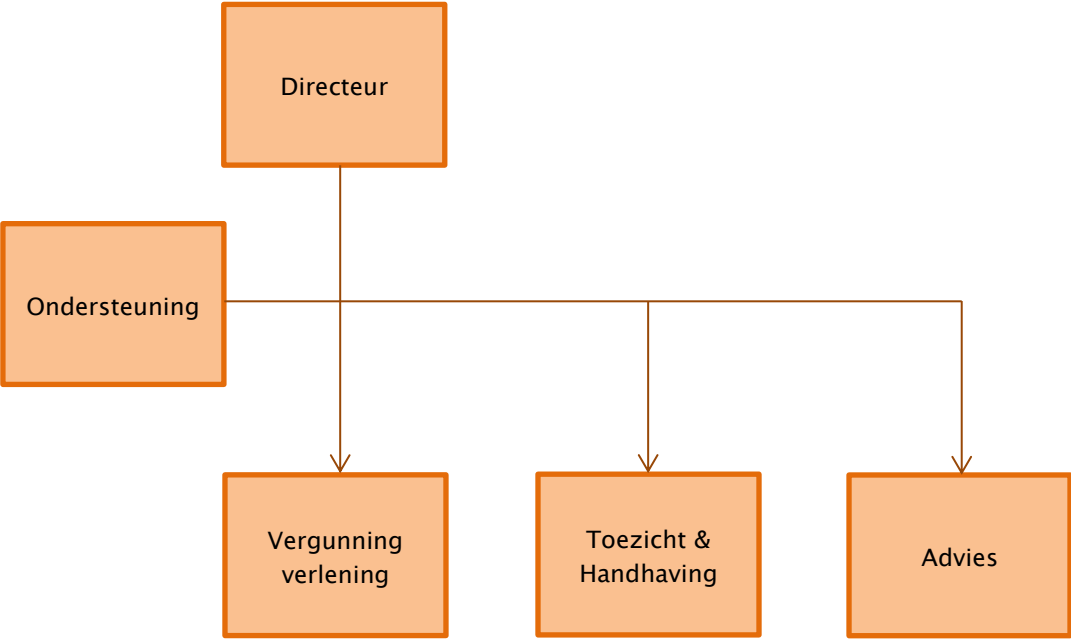 Directeur
Ondersteuning
Vergunning
verlening
Toezicht &
Handhaving
Advies